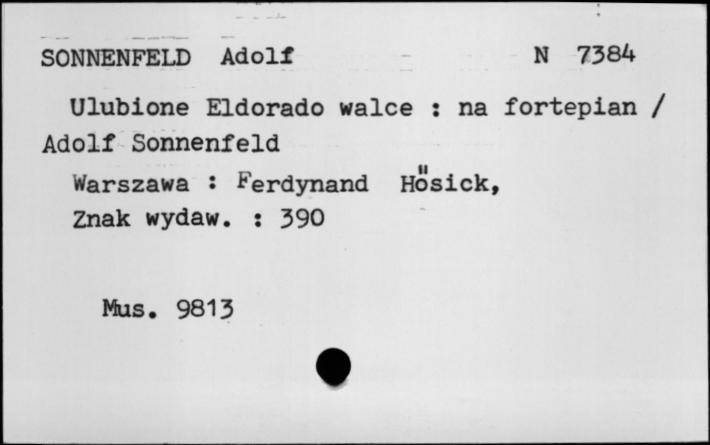 SONNENFELD Adolf N 7384
Ulubione Eldorado walce : na fortepian /
Adolf Sonnenfeld
Warszawa : Ferdynand Hösick,
Znak wydaw. : 390
Mus. 9813